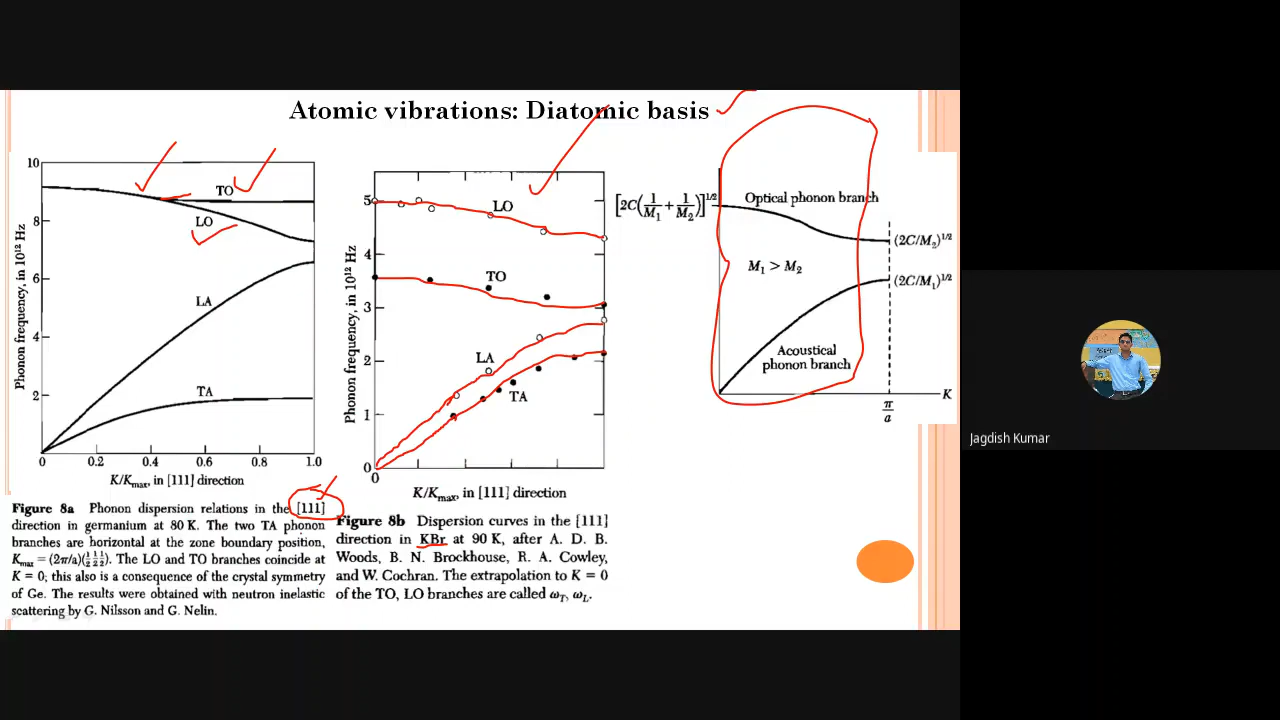 Atomic vibrations: Diatomic basis
10
8
6
4
2
0
0.2
0.4
0.6
0.8
1.0
TO
LO
LA
TA
Phonon frequency, in 10¹² Hz
K/Kmax, in [111] direction
Figure 8a Phonon dispersion relations in the [111]
direction in germanium at 80 K. The two TA phonon
branches are horizontal at the zone boundary position,
Kmax = (2π/a)(½ ½ ½). The LO and TO branches coincide at
K = 0; this also is a consequence of the crystal symmetry
of Ge. The results were obtained with neutron inelastic
scattering by G. Nilsson and G. Nelin.
5
4
3
2
1
0
0
LO
TO
LA
TA
Phonon frequency, in 10¹² Hz
K/Kmax, in [111] direction
Figure 8b Dispersion curves in the [111]
direction in KBr at 90 K, after A. D. B.
Woods, B. N. Brockhouse, R. A. Cowley,
and W. Cochran. The extrapolation to K = 0
of the TO, LO branches are called ωT, ωL.
[2C(1/M₁ + 1/M₂)]^1/2
Optical phonon branch
(2C/M₂)^1/2
M₁ > M₂
(2C/M₁)^1/2
Acoustical
phonon branch
K
π/a
Jagdish Kumar